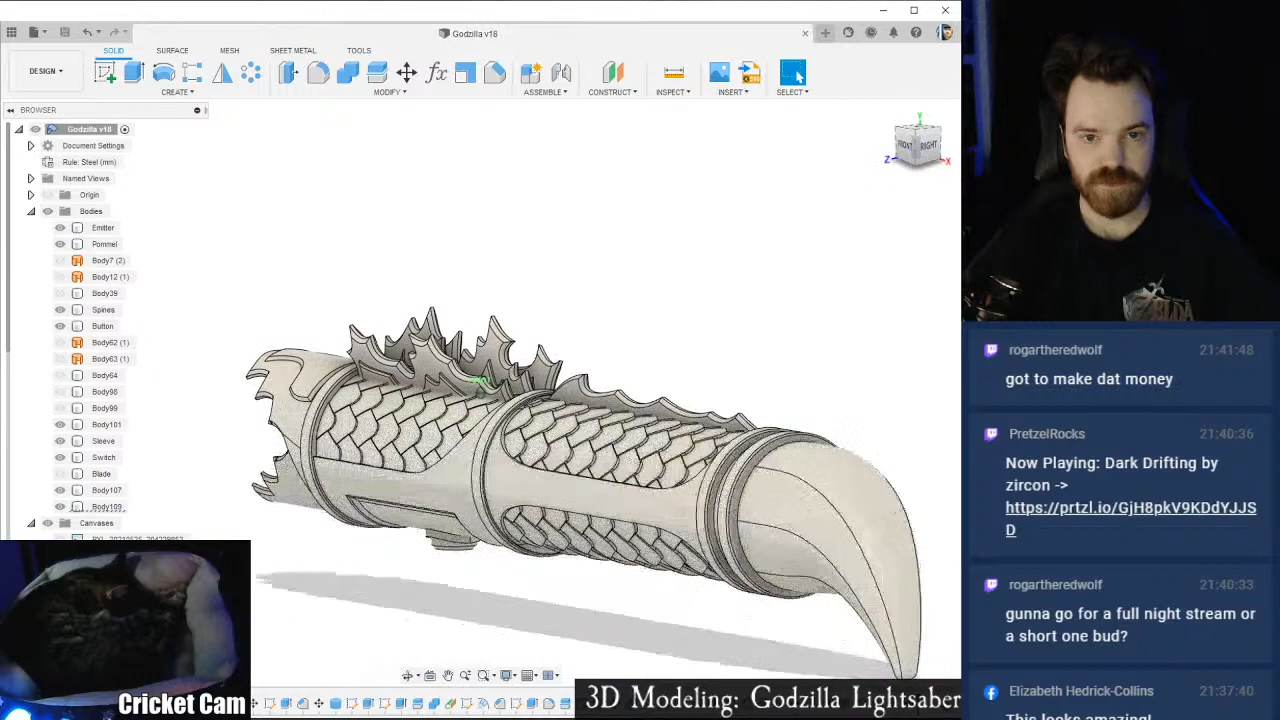 Godzilla v18
SOLID SURFACE MESH SHEET METAL TOOLS
DESIGN
CREATE MODIFY ASSEMBLE CONSTRUCT INSPECT INSERT SELECT
BROWSER
Godzilla v18
Document Settings
Rule: Steel (mm)
Named Views
Origin
Bodies
Emitter
Pommel
Body7 (2)
Body12 (1)
Body39
Spines
Button
Body62 (1)
Body63 (1)
Body64
Body98
Body99
Body101
Sleeve
Switch
Blade
Body107
Body109
Canvases
FRONT RIGHT
Y
Z
X
rogartheredwolf 21:41:48
got to make dat money
PretzelRocks 21:40:36
Now Playing: Dark Drifting by
zircon ->
https://prtzl.io/GjH8pkV9KDdYJJS
D
rogartheredwolf 21:40:33
gunna go for a full night stream or
a short one bud?
Elizabeth Hedrick-Collins 21:37:40
This looks amazing!
Cricket Cam
3D Modeling: Godzilla Lightsaber